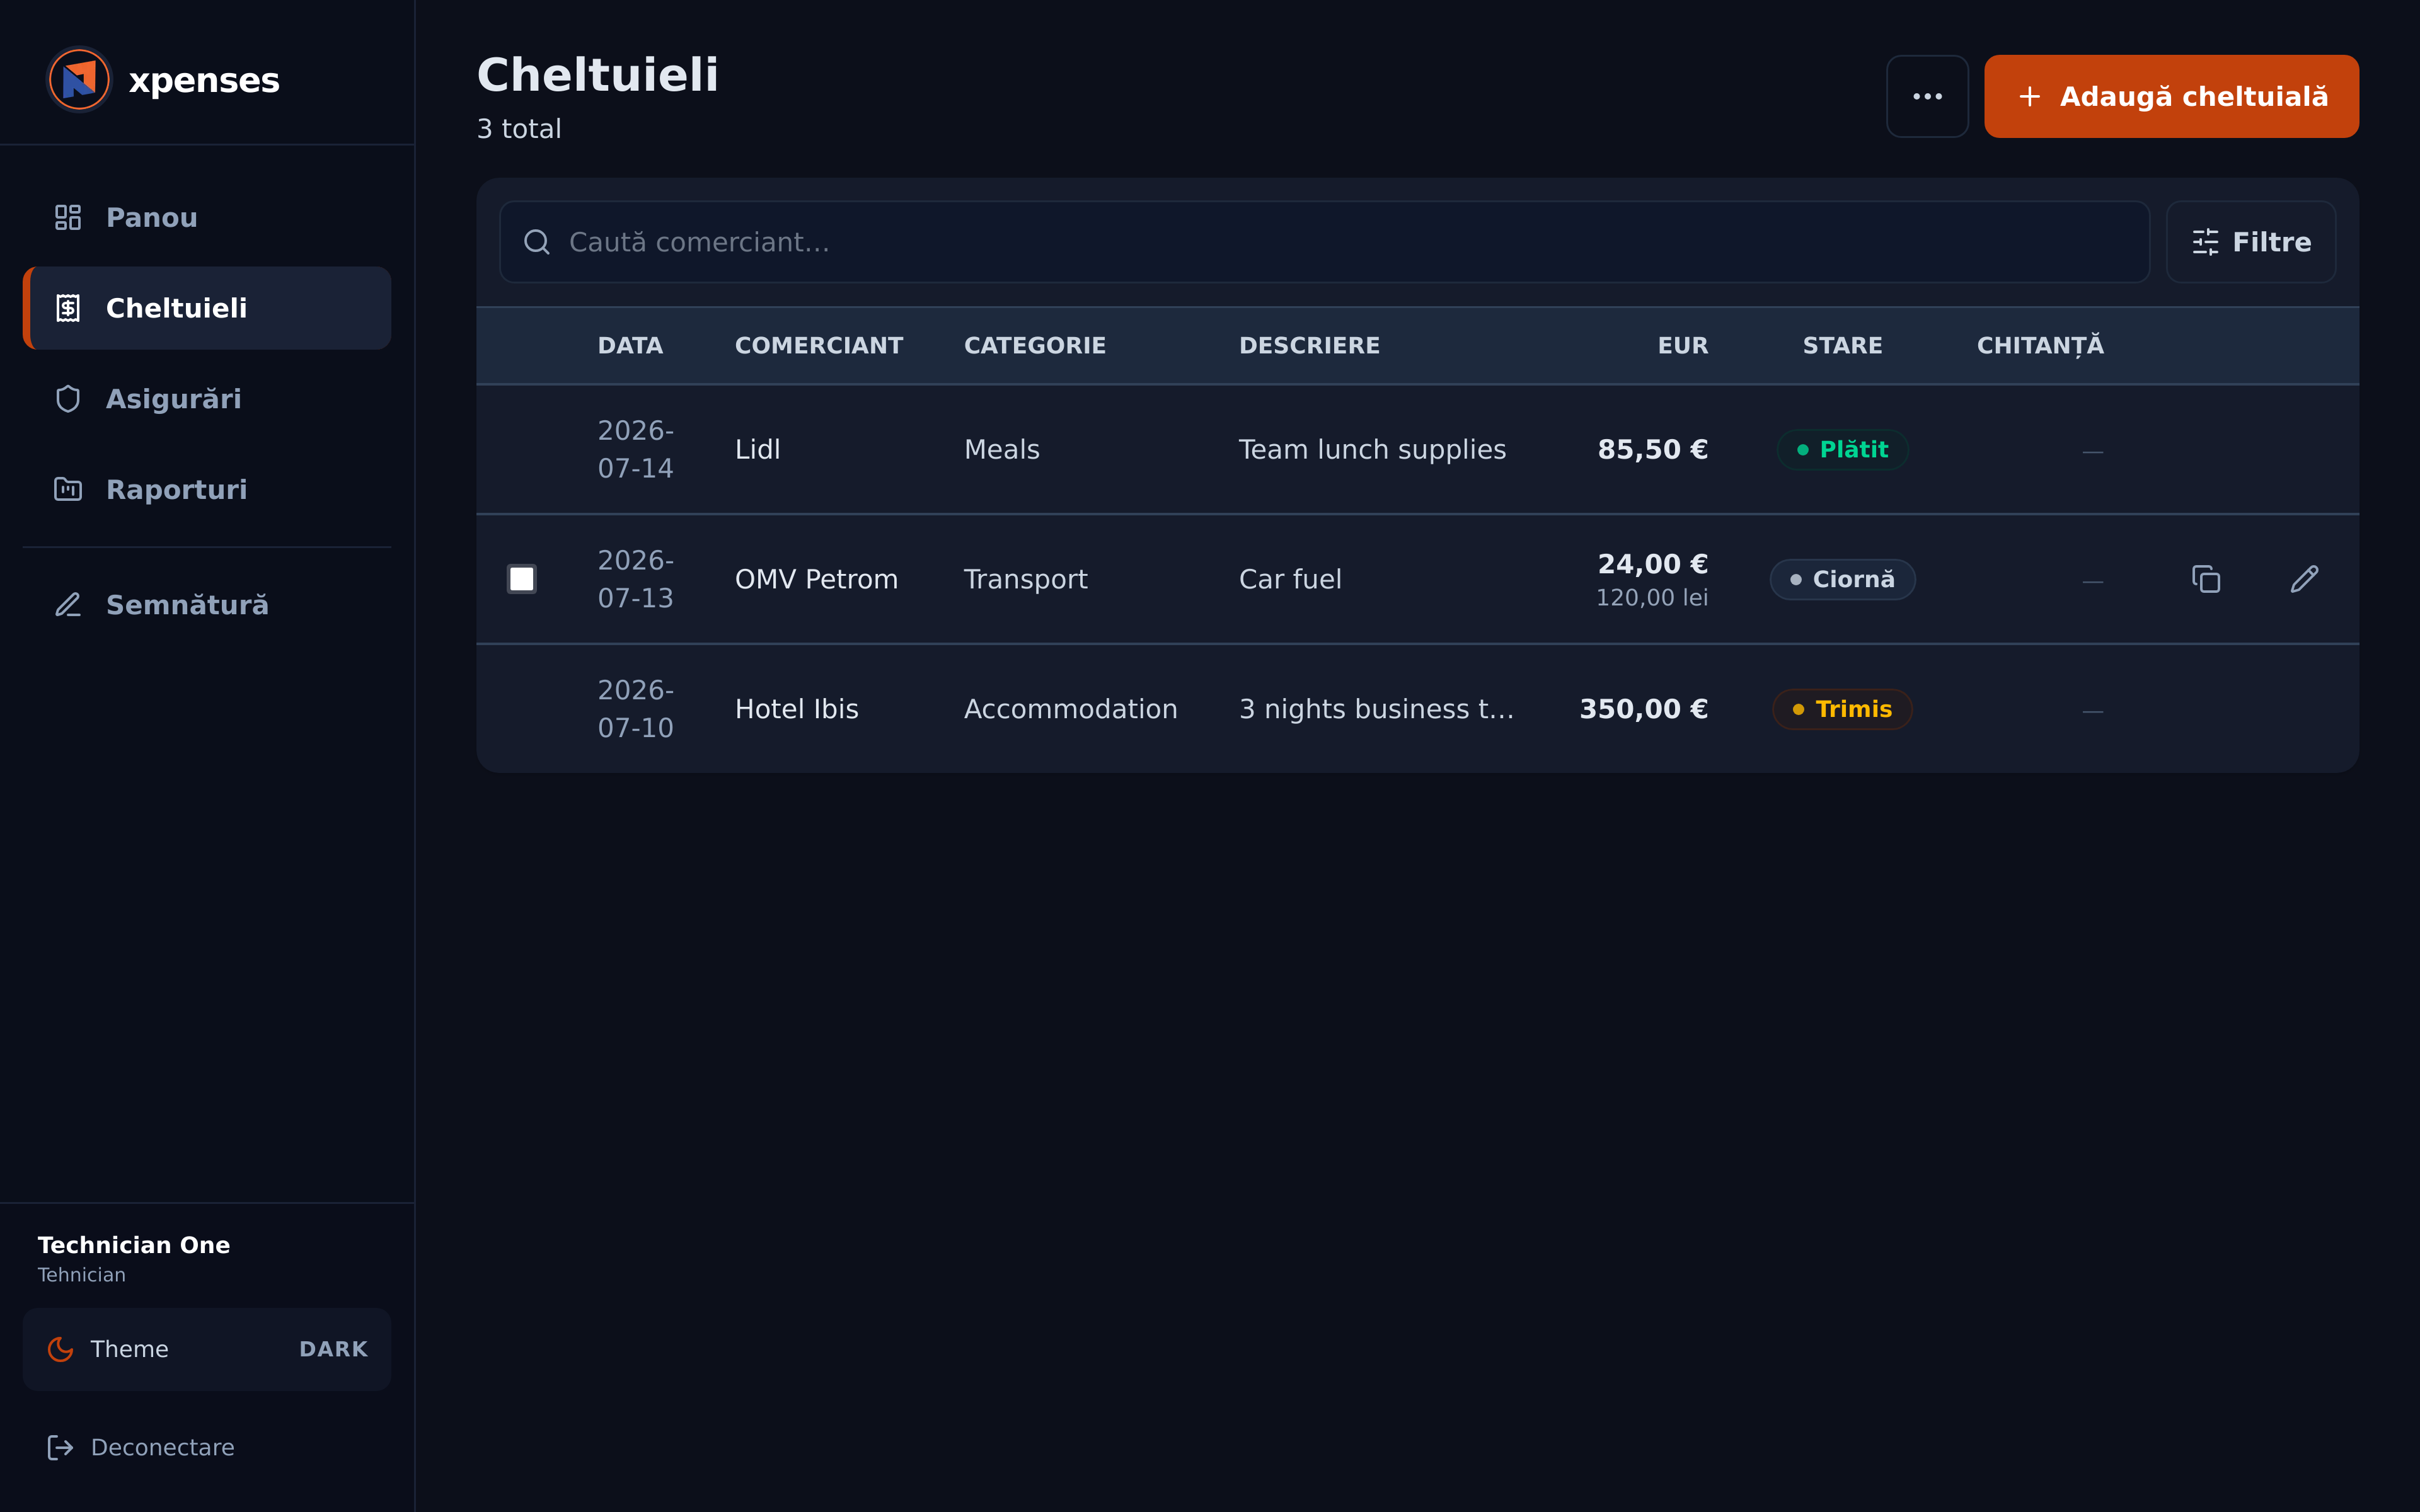 xpenses
Panou
Cheltuieli
Asigurări
Raporturi
Semnătură
Technician One
Tehnician
Theme DARK
Deconectare
Cheltuieli
3 total
Adaugă cheltuială
Caută comerciant...
Filtre
DATA COMERCIANT CATEGORIE DESCRIERE EUR STARE CHITANȚĂ
2026-
07-14 Lidl Meals Team lunch supplies 85,50 € Plătit —
2026-
07-13 OMV Petrom Transport Car fuel 24,00 € Ciornă —
120,00 lei
2026-
07-10 Hotel Ibis Accommodation 3 nights business t... 350,00 € Trimis —